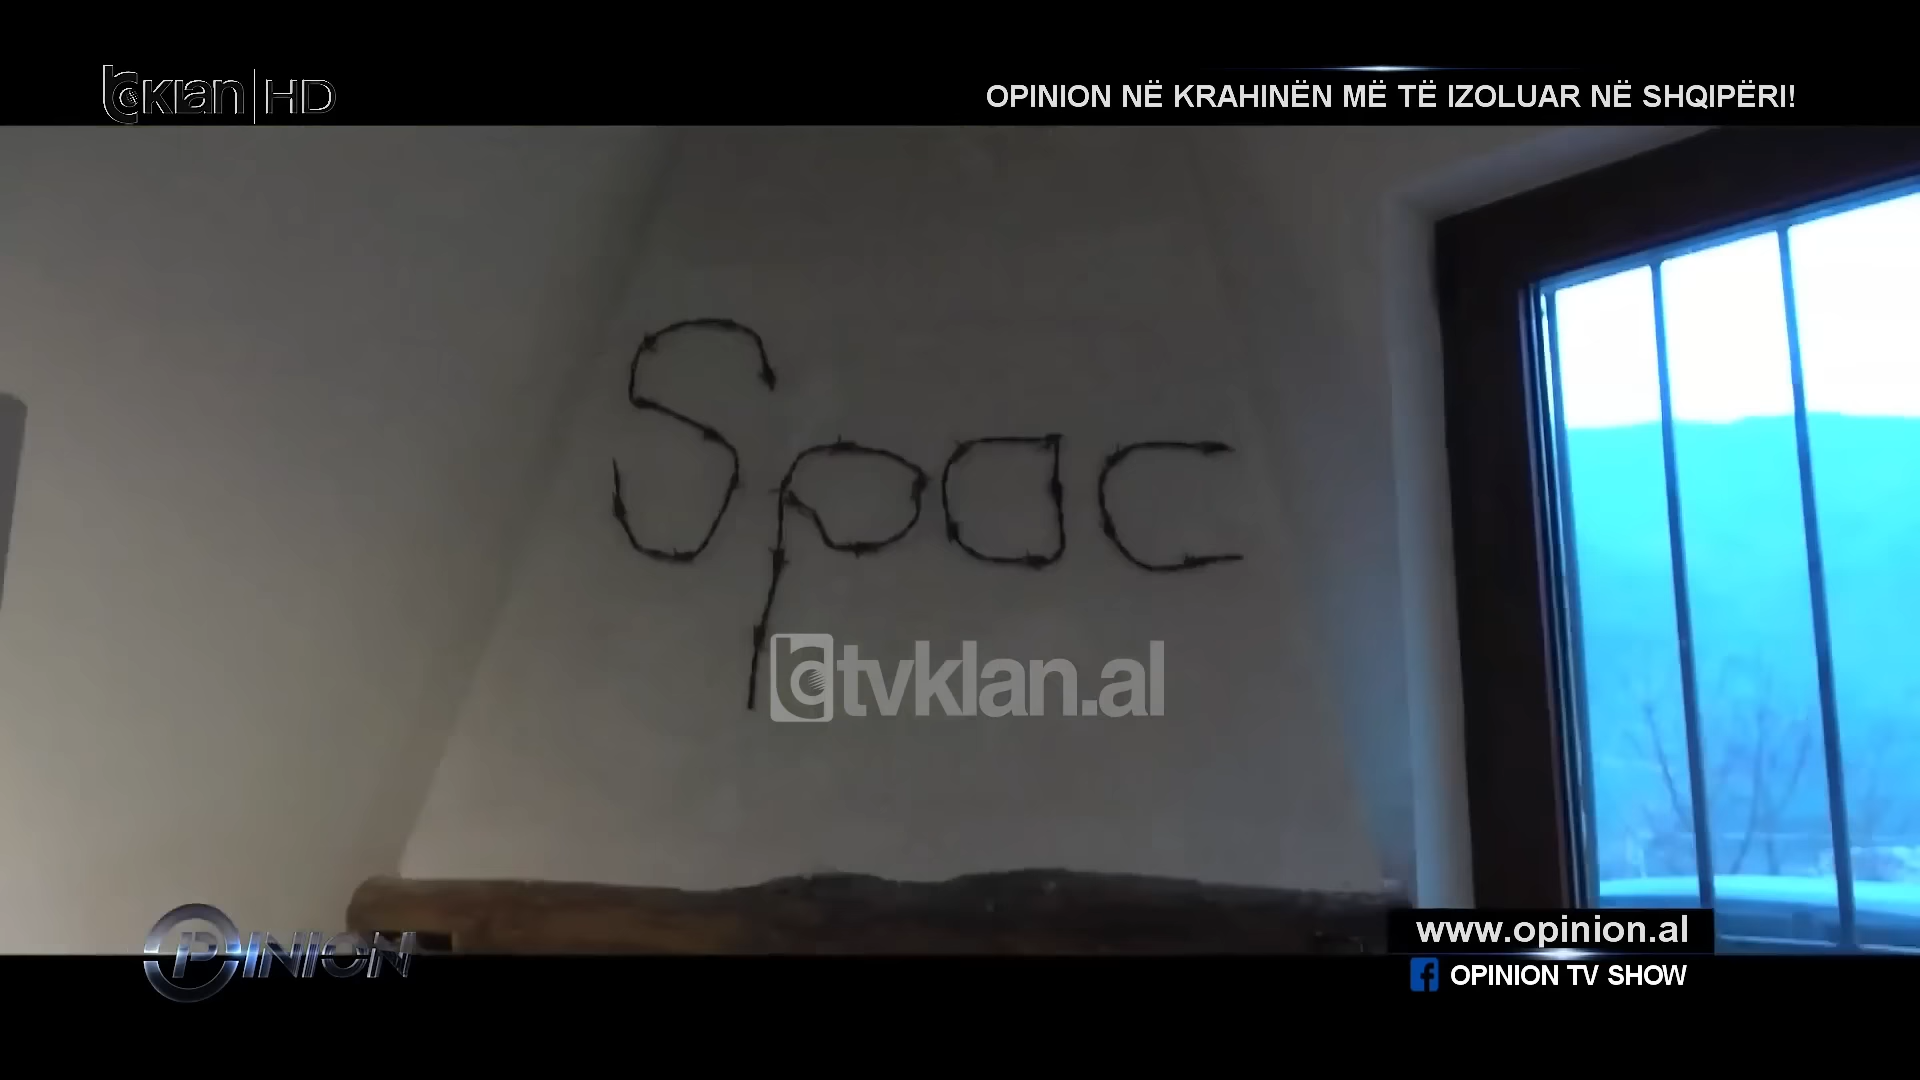 tvklan|HD
OPINION NË KRAHINËN MË TË IZOLUAR NË SHQIPËRI!
Spac
tvklan.al
OPINION
www.opinion.al
OPINION TV SHOW